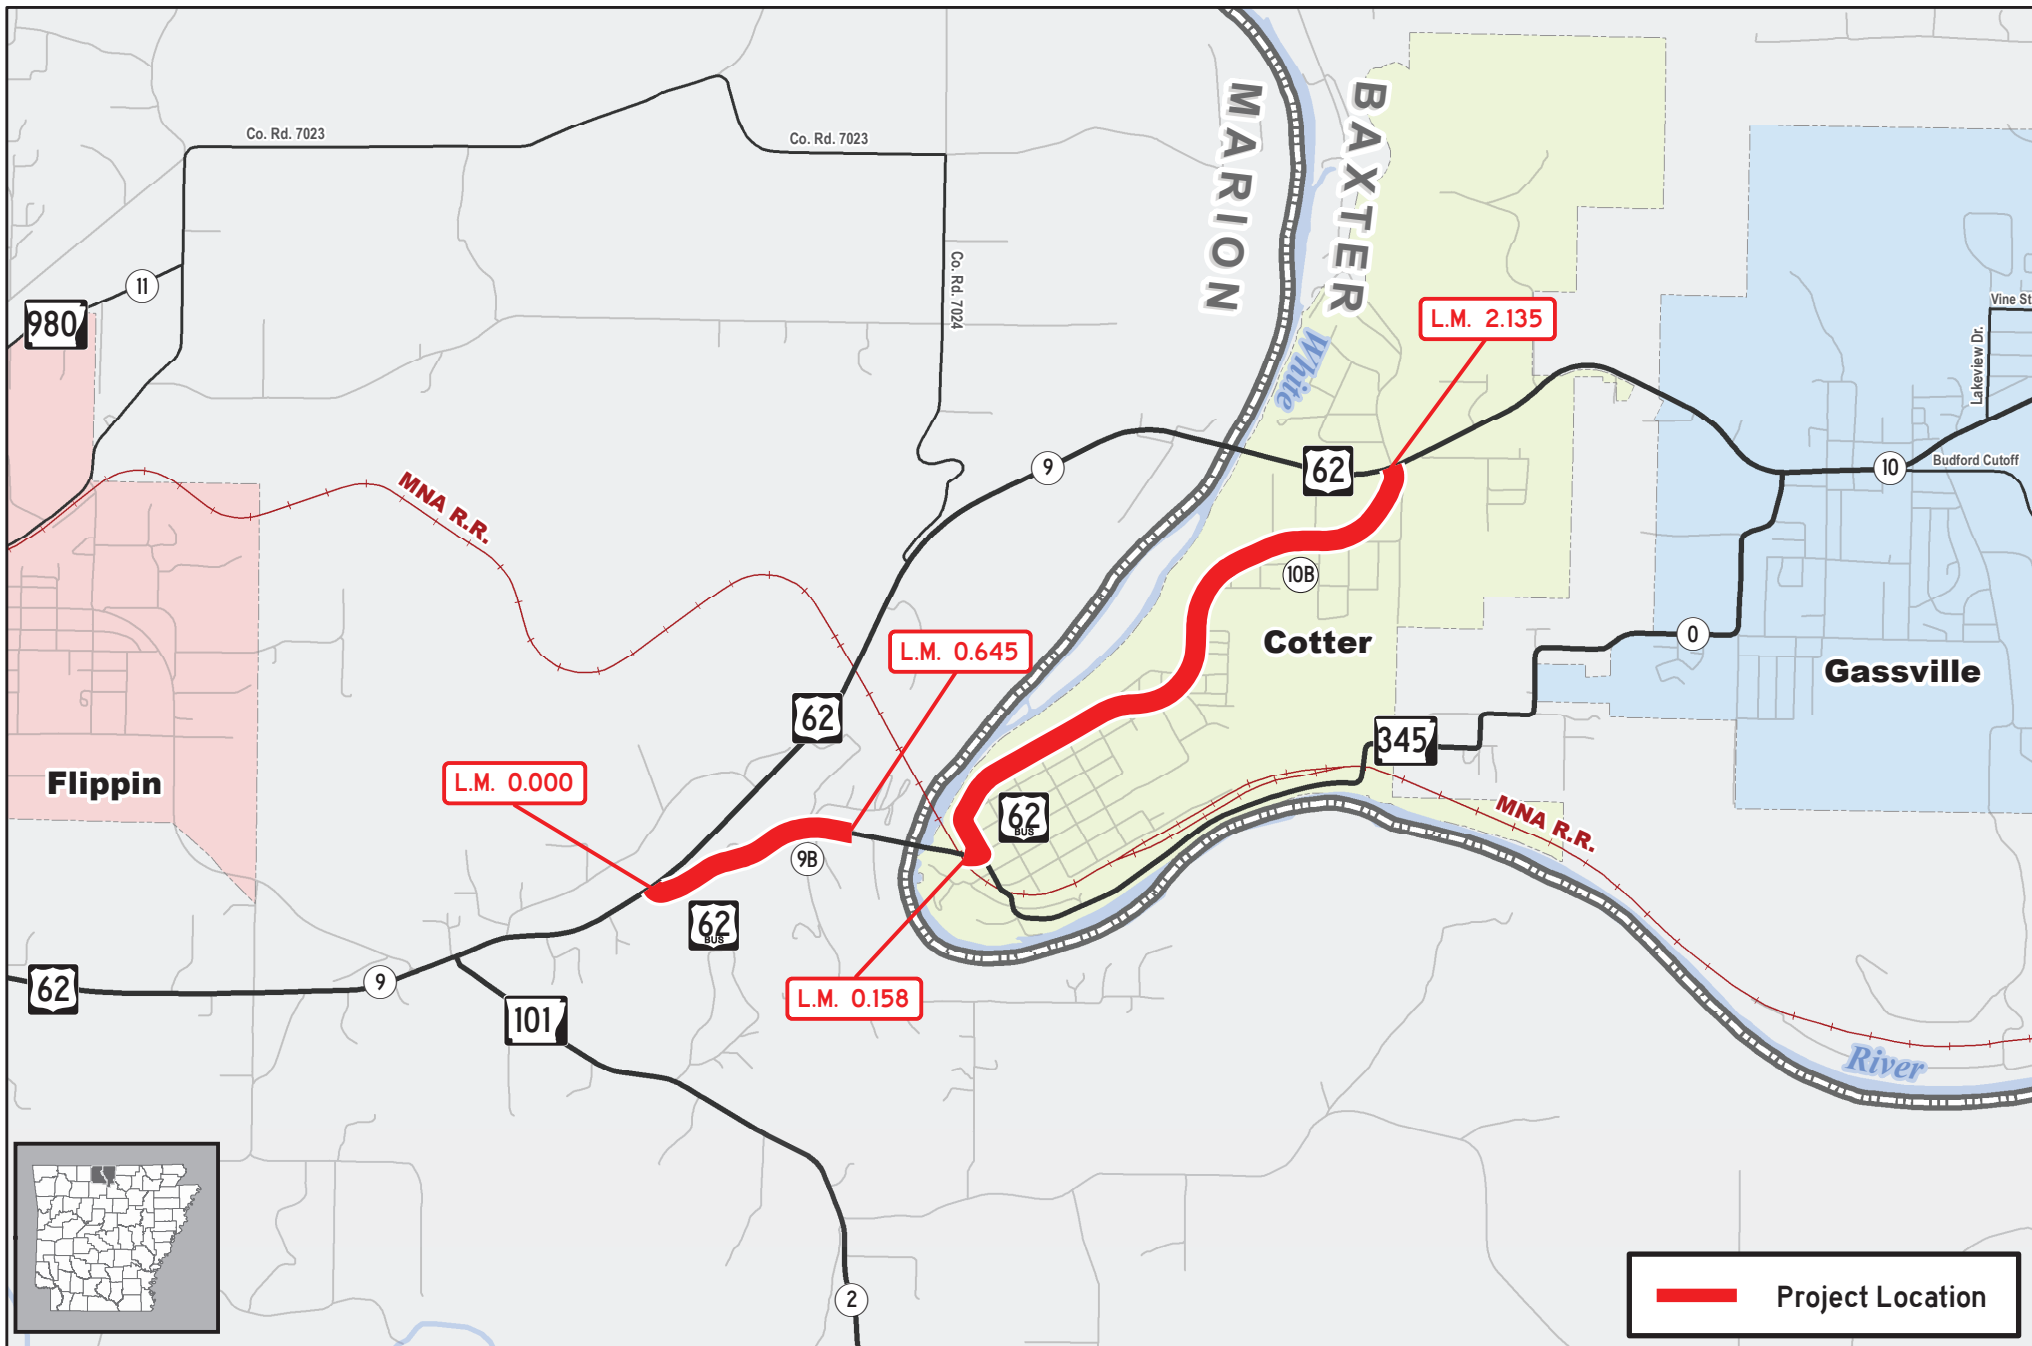 MARION
BAXTER
Co. Rd. 7023
Co. Rd. 7023
Co. Rd. 7024
11
980
Vine St
Lakeview Dr.
L.M. 2.135
White
9
62
10
Budford Cutoff
MNA R.R.
10B
Cotter
0
Gassville
L.M. 0.645
62
345
Flippin
L.M. 0.000
62
BUS
MNA R.R.
9B
62
BUS
62
9
L.M. 0.158
101
River
2
Project Location